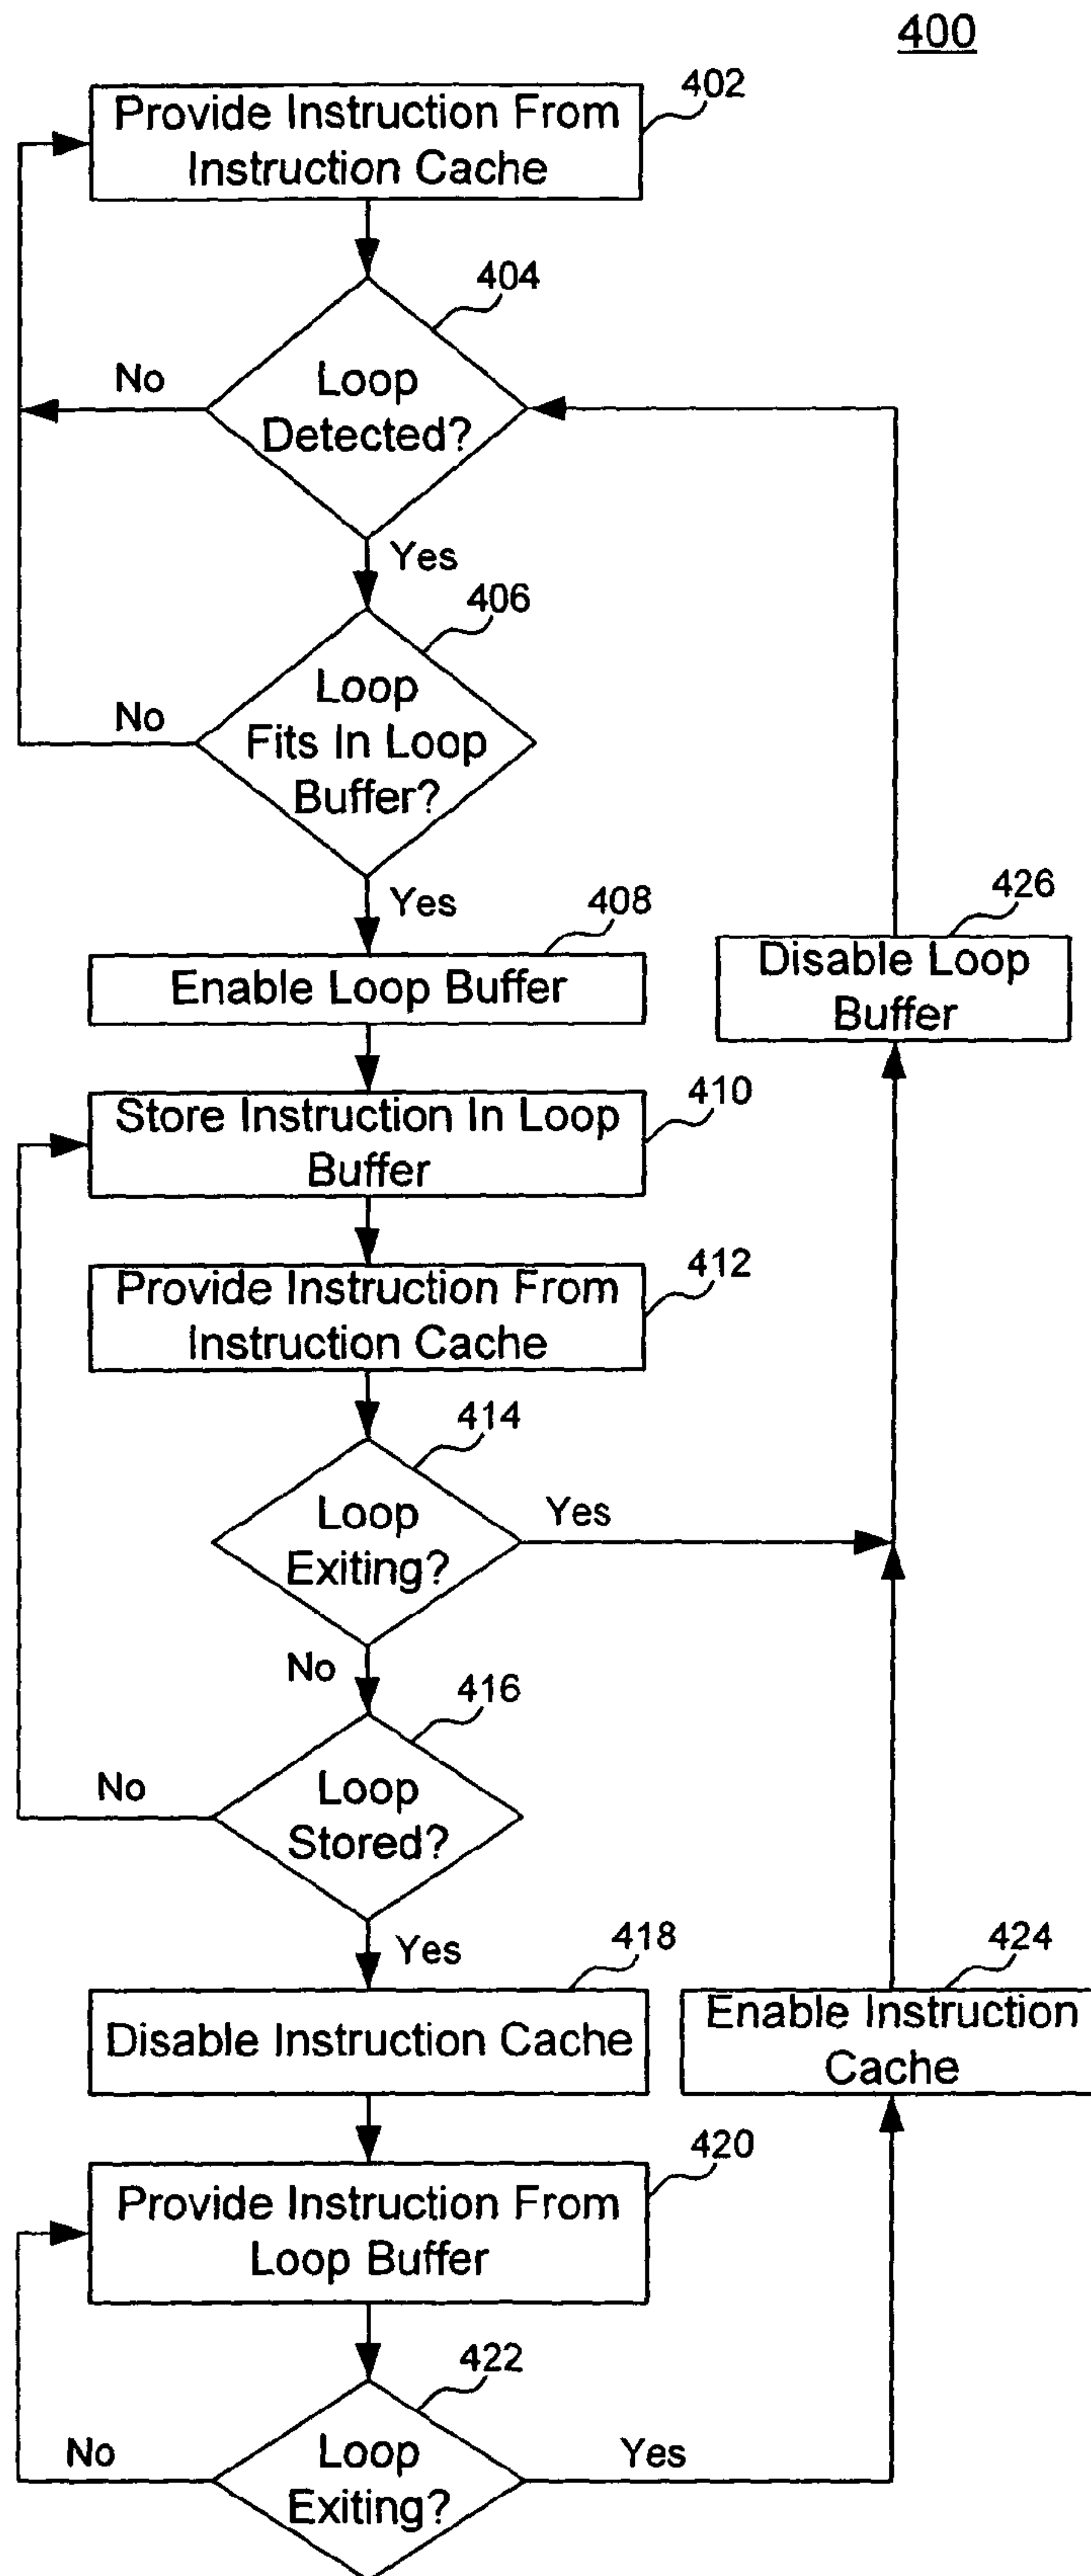 400
Provide Instruction From
Instruction Cache
402
404
Loop
Detected?
No
Yes
406
Loop
Fits In Loop
Buffer?
No
Yes
408
Enable Loop Buffer
426
Disable Loop
Buffer
Store Instruction In Loop
Buffer
410
Provide Instruction From
Instruction Cache
412
414
Loop
Exiting?
Yes
No
416
Loop
Stored?
No
Yes
418
Disable Instruction Cache
424
Enable Instruction
Cache
Provide Instruction From
Loop Buffer
420
422
Loop
Exiting?
No
Yes